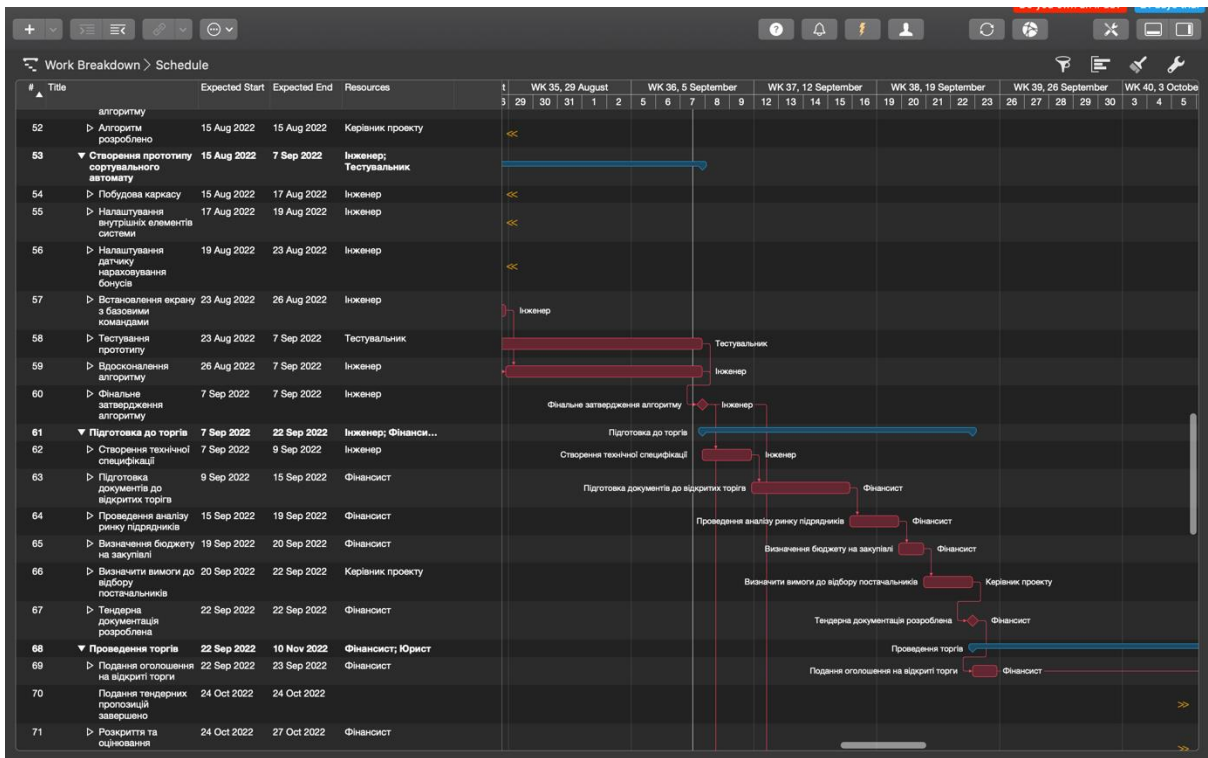 Work Breakdown > Schedule
# Title Expected Start Expected End Resources
WK 35, 29 August WK 36, 5 September WK 37, 12 September WK 38, 19 September WK 39, 26 September WK 40, 3 Octobe
29 30 31 1 2 5 6 7 8 9 12 13 14 15 16 19 20 21 22 23 26 27 28 29 30 3 4 5
алгоритму
52 Алгоритм 15 Aug 2022 15 Aug 2022 Керівник проекту
розроблено
53 Створення прототипу 15 Aug 2022 7 Sep 2022 Інженер;
сортувального Тестувальник
автомату
54 Побудова каркасу 15 Aug 2022 17 Aug 2022 Інженер
55 Налаштування 17 Aug 2022 19 Aug 2022 Інженер
внутрішніх елементів
системи
56 Налаштування 19 Aug 2022 23 Aug 2022 Інженер
датчику
нараховування
бонусів
57 Встановлення екрану 23 Aug 2022 26 Aug 2022 Інженер
з базовими Інженер
командами
58 Тестування 23 Aug 2022 7 Sep 2022 Тестувальник
прототипу Тестувальник
59 Вдосконалення 26 Aug 2022 7 Sep 2022 Інженер
алгоритму Інженер
60 Фінальне 7 Sep 2022 7 Sep 2022 Інженер
затвердження Фінальне затвердження алгоритму Інженер
алгоритму
61 Підготовка до торгів 7 Sep 2022 22 Sep 2022 Інженер; Фінанси... Підготовка до торгів
62 Створення технічної 7 Sep 2022 9 Sep 2022 Інженер
специфікації Створення технічної специфікації Інженер
63 Підготовка 9 Sep 2022 15 Sep 2022 Фінансист
документів до Підготовка документів до відкритих торігв Фінансист
відкритих торігв
64 Проведення аналізу 15 Sep 2022 19 Sep 2022 Фінансист
ринку підрядників Проведення аналізу ринку підрядників Фінансист
65 Визначення бюджету 19 Sep 2022 20 Sep 2022 Фінансист
на закупівлі Визначення бюджету на закупівлі Фінансист
66 Визначити вимоги до 20 Sep 2022 22 Sep 2022 Керівник проекту
відбору Визначити вимоги до відбору постачальників Керівник проекту
постачальників
67 Тендерна 22 Sep 2022 22 Sep 2022 Фінансист
документація Тендерна документація розроблена Фінансист
розроблена
68 Проведення торгів 22 Sep 2022 10 Nov 2022 Фінансист; Юрист Проведення торгів
69 Подання оголошення 22 Sep 2022 23 Sep 2022 Фінансист
на відкриті торги Подання оголошення на відкриті торги Фінансист
70 Подання тендерних 24 Oct 2022 24 Oct 2022
пропозицій
завершено
71 Розкриття та 24 Oct 2022 27 Oct 2022 Фінансист
оцінювання